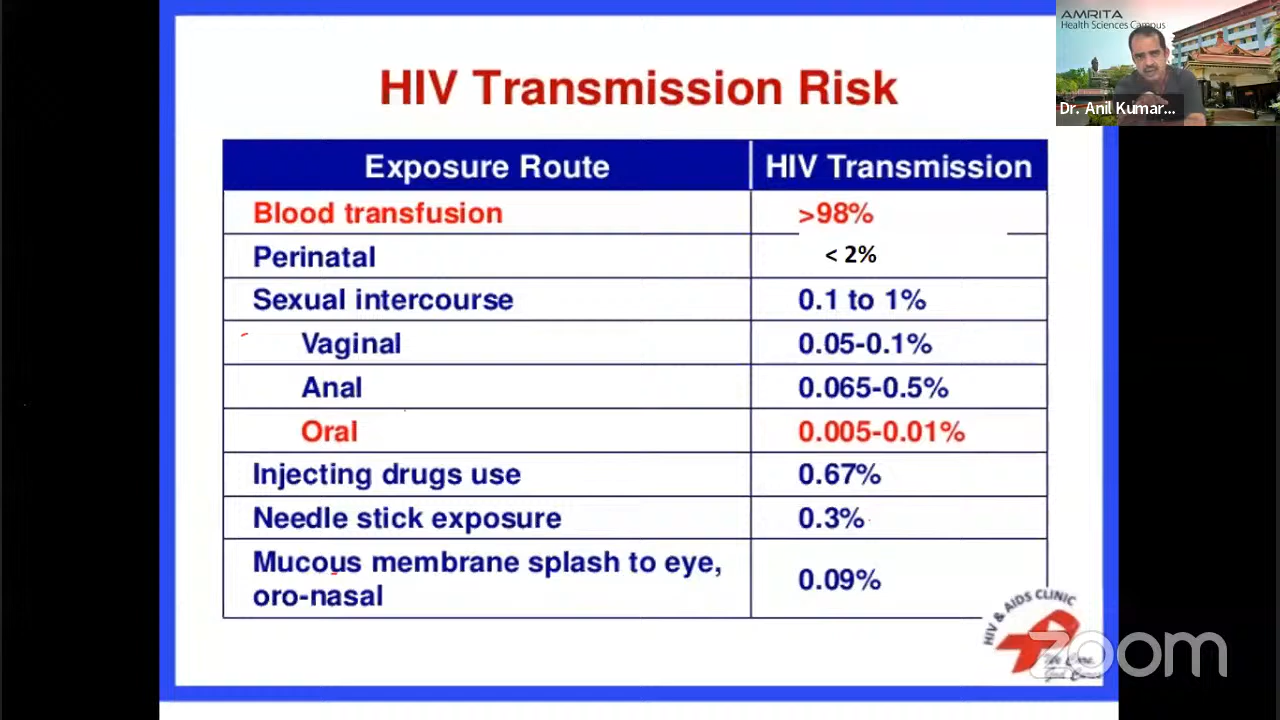 AMRITA
Health Sciences Campus
Dr. Anil Kumar...
HIV Transmission Risk
Exposure Route HIV Transmission
Blood transfusion >98%
Perinatal < 2%
Sexual intercourse 0.1 to 1%
Vaginal 0.05-0.1%
Anal 0.065-0.5%
Oral 0.005-0.01%
Injecting drugs use 0.67%
Needle stick exposure 0.3%
Mucous membrane splash to eye,
oro-nasal 0.09%
HIV & AIDS CLINIC
zoom